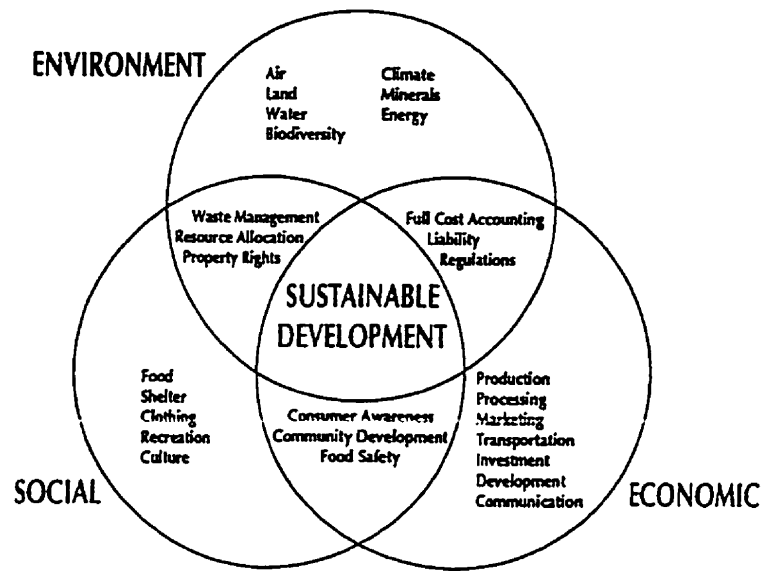 ENVIRONMENT
Air
Land
Water
Biodiversity
Climate
Minerals
Energy
Waste Management
Resource Allocation
Property Rights
Full Cost Accounting
Liability
Regulations
SUSTAINABLE
DEVELOPMENT
Food
Shelter
Clothing
Recreation
Culture
Consumer Awareness
Community Development
Food Safety
Production
Processing
Marketing
Transportation
Investment
Development
Communication
SOCIAL
ECONOMIC